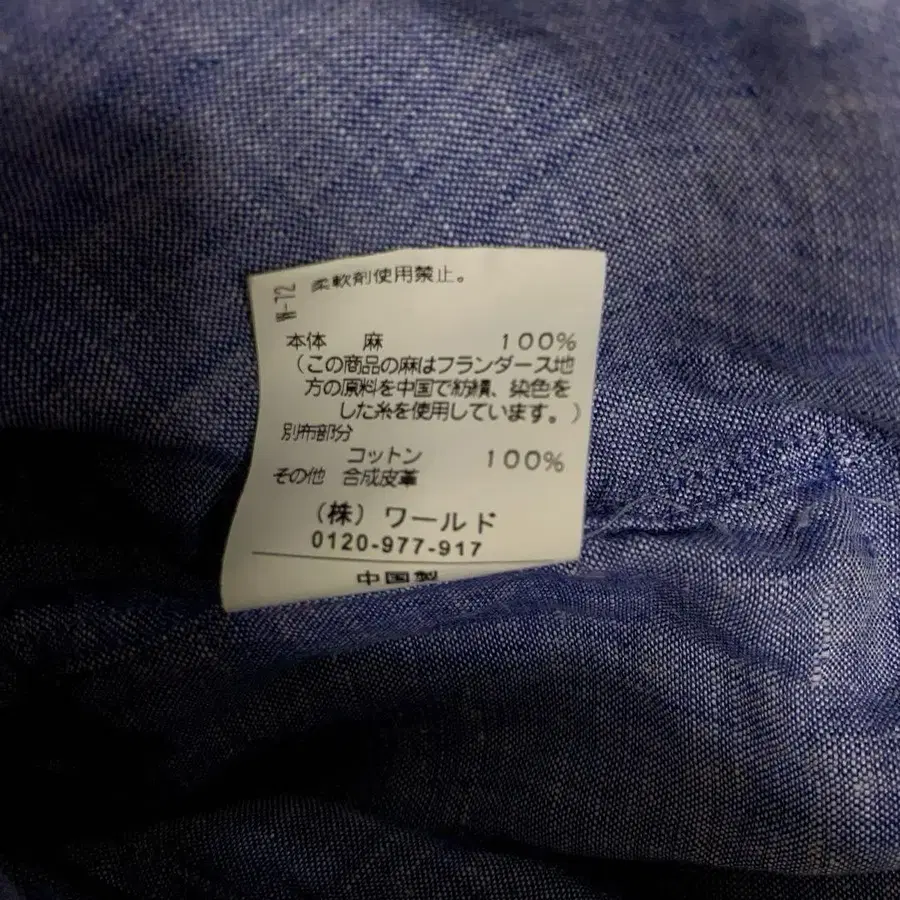 W-72
柔軟剤使用禁止。
本体 麻 100%
(この商品の麻はフランダース地
方の原料を中国で紡績、染色を
した糸を使用しています。)
別布部分
コットン 100%
その他 合成皮革
(株)ワールド
0120-977-917
中国製